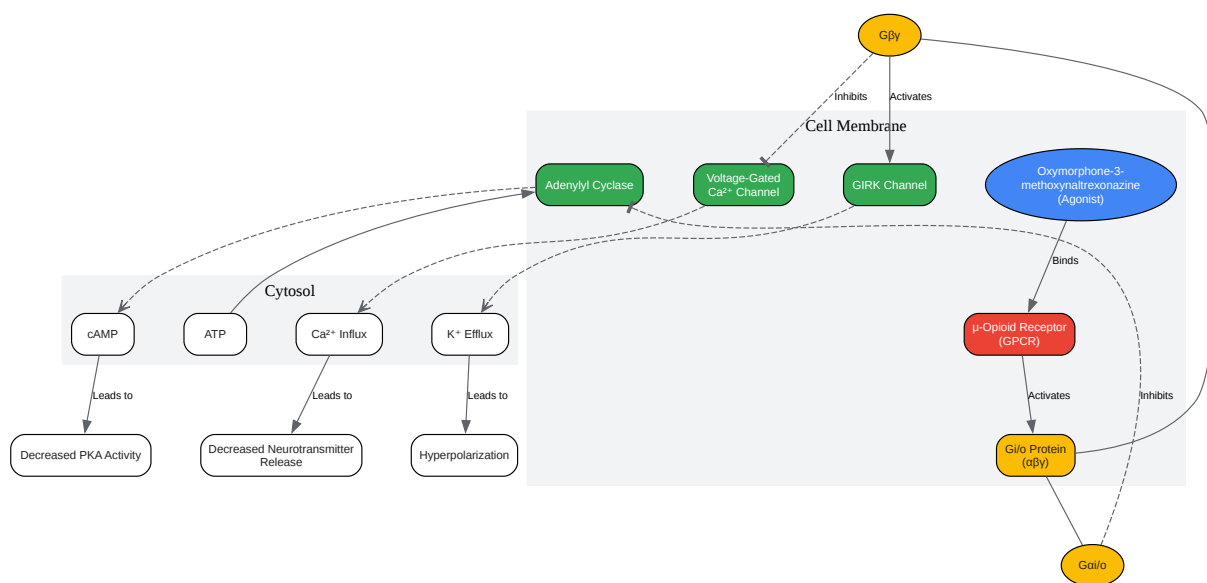 Gβγ
Inhibits
Activates
Cell Membrane
Adenylyl Cyclase
Voltage-Gated
Ca²⁺ Channel
GIRK Channel
Oxymorphone-3-
methoxynaltrexonazine
(Agonist)
Binds
Cytosol
cAMP
ATP
Ca²⁺ Influx
K⁺ Efflux
μ-Opioid Receptor
(GPCR)
Leads to
Leads to
Leads to
Activates
Inhibits
Decreased PKA Activity
Decreased Neurotransmitter
Release
Hyperpolarization
Gi/o Protein
(αβγ)
Gαi/o